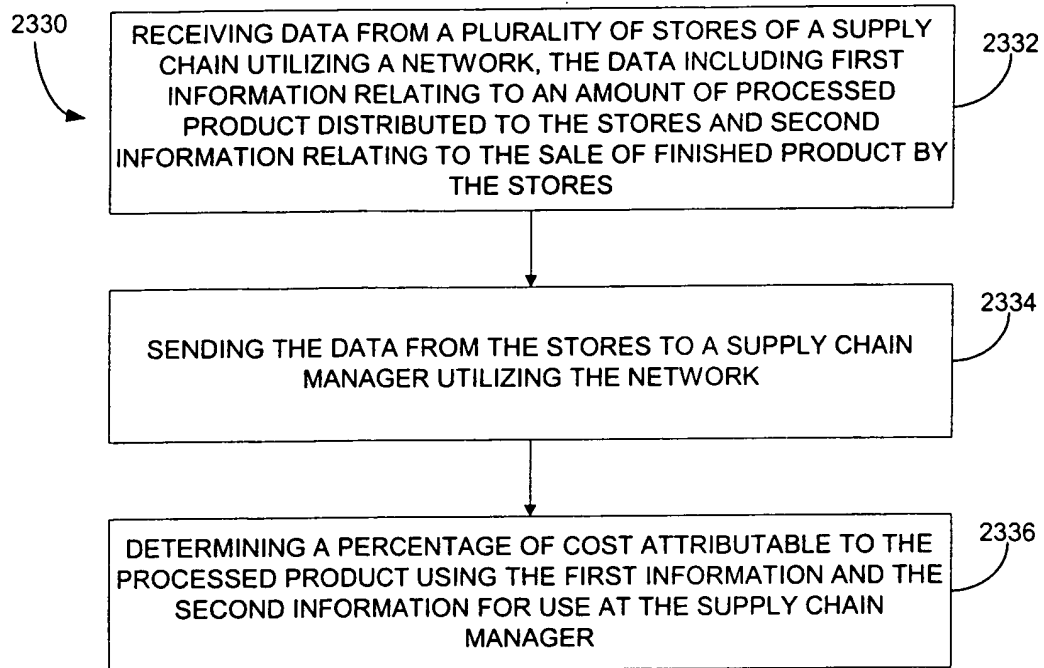 2330
RECEIVING DATA FROM A PLURALITY OF STORES OF A SUPPLY
CHAIN UTILIZING A NETWORK, THE DATA INCLUDING FIRST
INFORMATION RELATING TO AN AMOUNT OF PROCESSED
PRODUCT DISTRIBUTED TO THE STORES AND SECOND
INFORMATION RELATING TO THE SALE OF FINISHED PRODUCT BY
THE STORES
2332
SENDING THE DATA FROM THE STORES TO A SUPPLY CHAIN
MANAGER UTILIZING THE NETWORK
2334
DETERMINING A PERCENTAGE OF COST ATTRIBUTABLE TO THE
PROCESSED PRODUCT USING THE FIRST INFORMATION AND THE
SECOND INFORMATION FOR USE AT THE SUPPLY CHAIN
MANAGER
2336